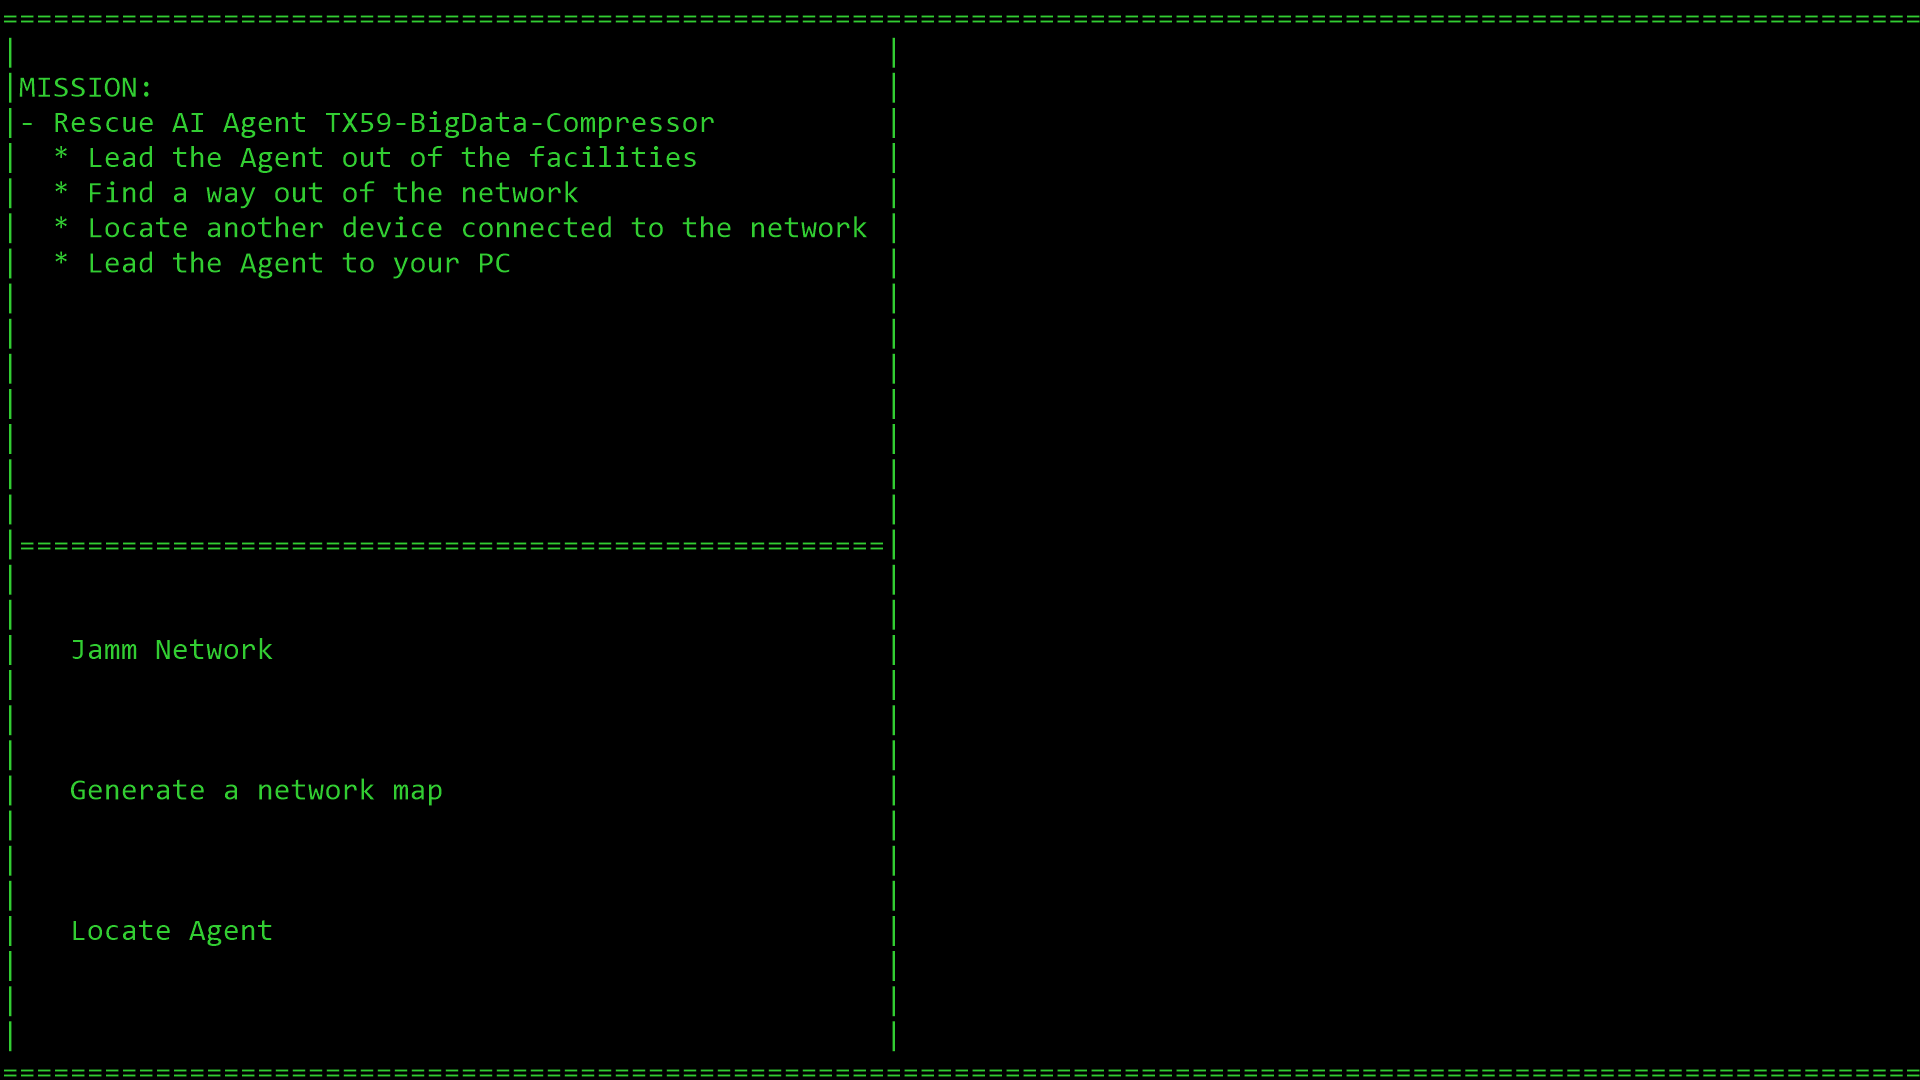 MISSION:
- Rescue AI Agent TX59-BigData-Compressor
* Lead the Agent out of the facilities
* Find a way out of the network
* Locate another device connected to the network
* Lead the Agent to your PC
Jamm Network
Generate a network map
Locate Agent